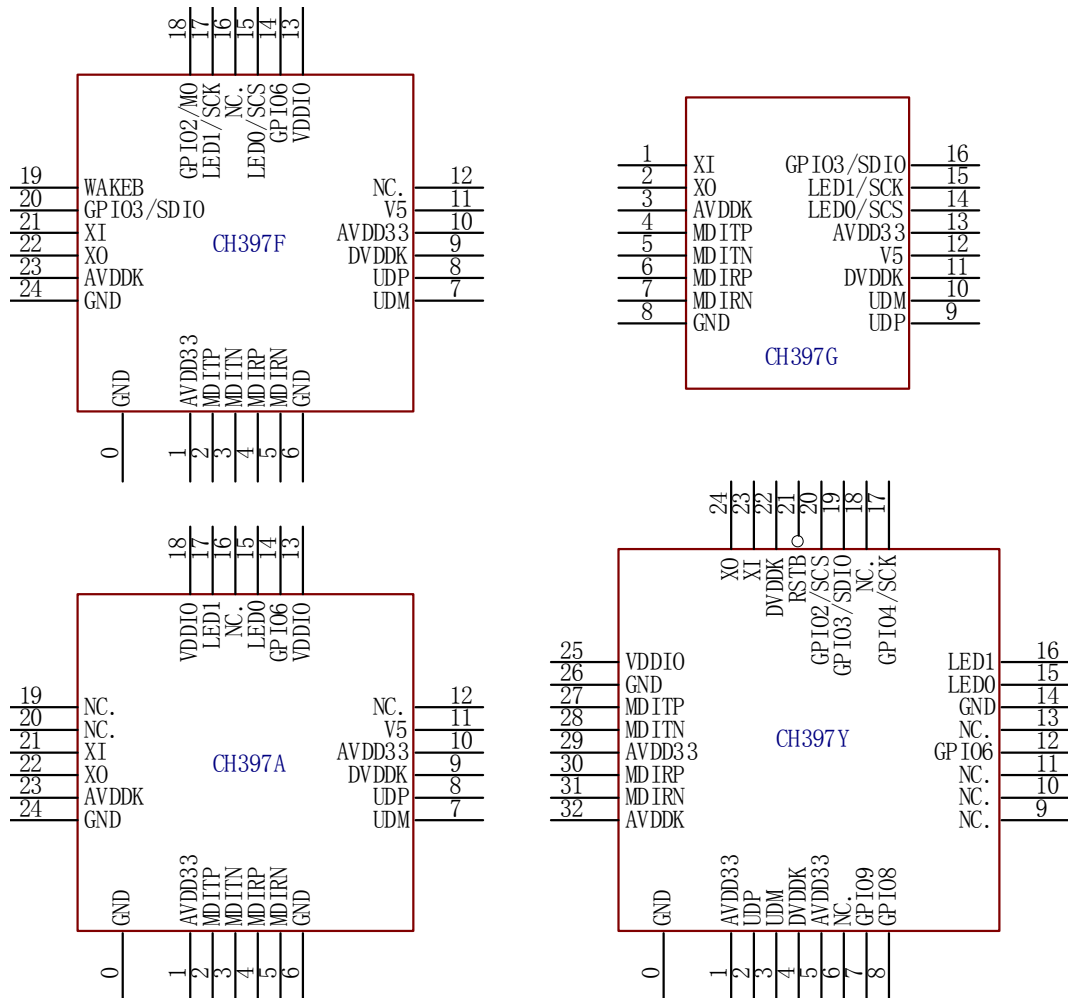 18 17 16 15 14 13
GPIO2/MO LED1/SCK NC. LED0/SCS GPIO6 VDDIO
19 WAKEB
20 GPIO3/SDIO
21 XI
22 XO
23 AVDDK
24 GND
CH397F
NC. 12
V5 11
AVDD33 10
DVDDK 9
UDP 8
UDM 7
GND AVDD33 MDITP MDITN MDIRP MDIRN GND
0 1 2 3 4 5 6
1 XI
2 XO
3 AVDDK
4 MDITP
5 MDITN
6 MDIRP
7 MDIRN
8 GND
GPIO3/SDIO 16
LED1/SCK 15
LED0/SCS 14
AVDD33 13
V5 12
DVDDK 11
UDM 10
UDP 9
CH397G
18 17 16 15 14 13
VDDIO LED1 NC. LED0 GPIO6 VDDIO
19 NC.
20 NC.
21 XI
22 XO
23 AVDDK
24 GND
CH397A
NC. 12
V5 11
AVDD33 10
DVDDK 9
UDP 8
UDM 7
GND AVDD33 MDITP MDITN MDIRP MDIRN GND
0 1 2 3 4 5 6
24 23 22 21 20 19 18 17
XO XI DVDDK RSTB GPIO2/SCS GPIO3/SDIO NC. GPIO4/SCK
25 VDDIO
26 GND
27 MDITP
28 MDITN
29 AVDD33
30 MDIRP
31 MDIRN
32 AVDDK
CH397Y
LED1 16
LED0 15
GND 14
NC. 13
GPIO6 12
NC. 11
NC. 10
NC. 9
GND AVDD33 UDP UDM DVDDK AVDD33 NC. GPIO9 GPIO8
0 1 2 3 4 5 6 7 8